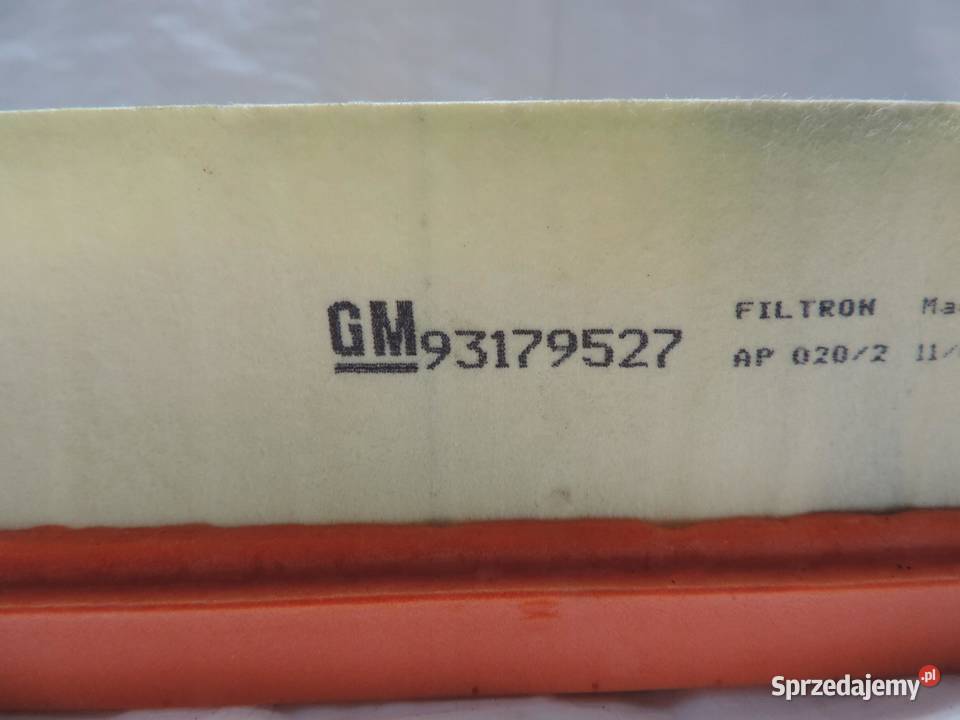 GM93179527
FILTRON
AP 020/2
Sprzedajemy.pl